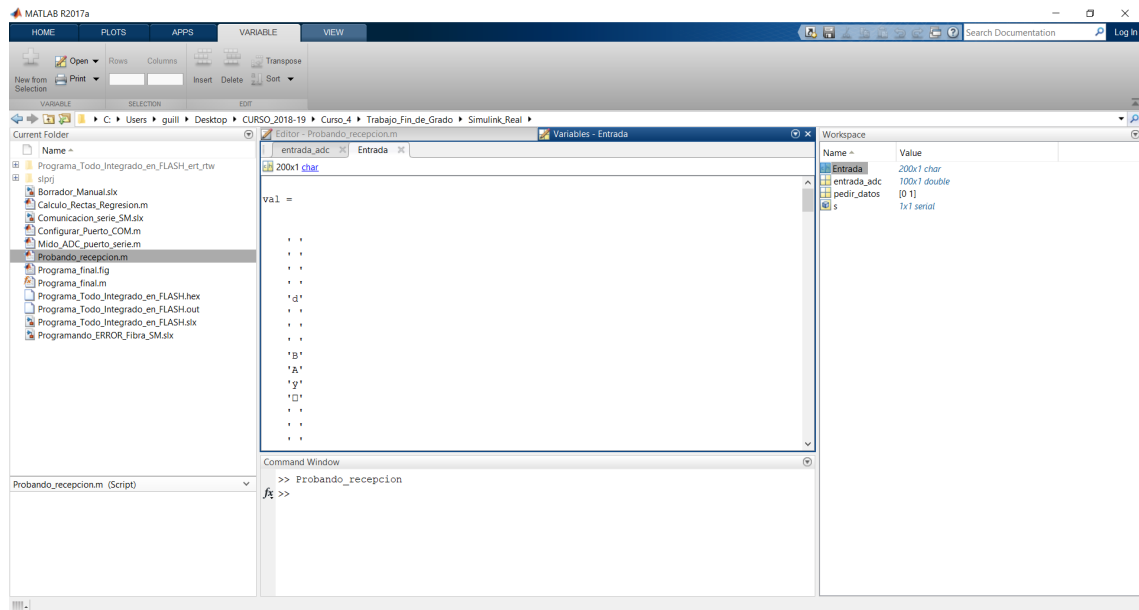 MATLAB R2017a
HOME PLOTS APPS VARIABLE VIEW
Search Documentation Log In
New from Selection Open Print Rows Columns Insert Delete Transpose Sort
VARIABLE SELECTION EDIT
C: Users guill Desktop CURSO_2018-19 Curso_4 Trabajo_Fin_de_Grado Simulink_Real
Current Folder
Name
Programa_Todo_Integrado_en_FLASH_ert_rtw
slprj
Borrador_Manual.slx
Calculo_Rectas_Regresion.m
Comunicacion_serie_SM.slx
Configurar_Puerto_COM.m
Mido_ADC_puerto_serie.m
Probando_recepcion.m
Programa_final.fig
Programa_final.m
Programa_Todo_Integrado_en_FLASH.hex
Programa_Todo_Integrado_en_FLASH.out
Programa_Todo_Integrado_en_FLASH.slx
Programando_ERROR_Fibra_SM.slx
Probando_recepcion.m (Script)
Editor - Probando_recepcion.m
Variables - Entrada
entrada_adc Entrada
200x1 char
val =
' '
' '
' '
' '
'd'
' '
' '
' '
'B'
'A'
'y'
'□'
' '
' '
' '
Command Window
>> Probando_recepcion
fx >>
Workspace
Name Value
Entrada 200x1 char
entrada_adc 100x1 double
pedir_datos [0 1]
s 1x1 serial